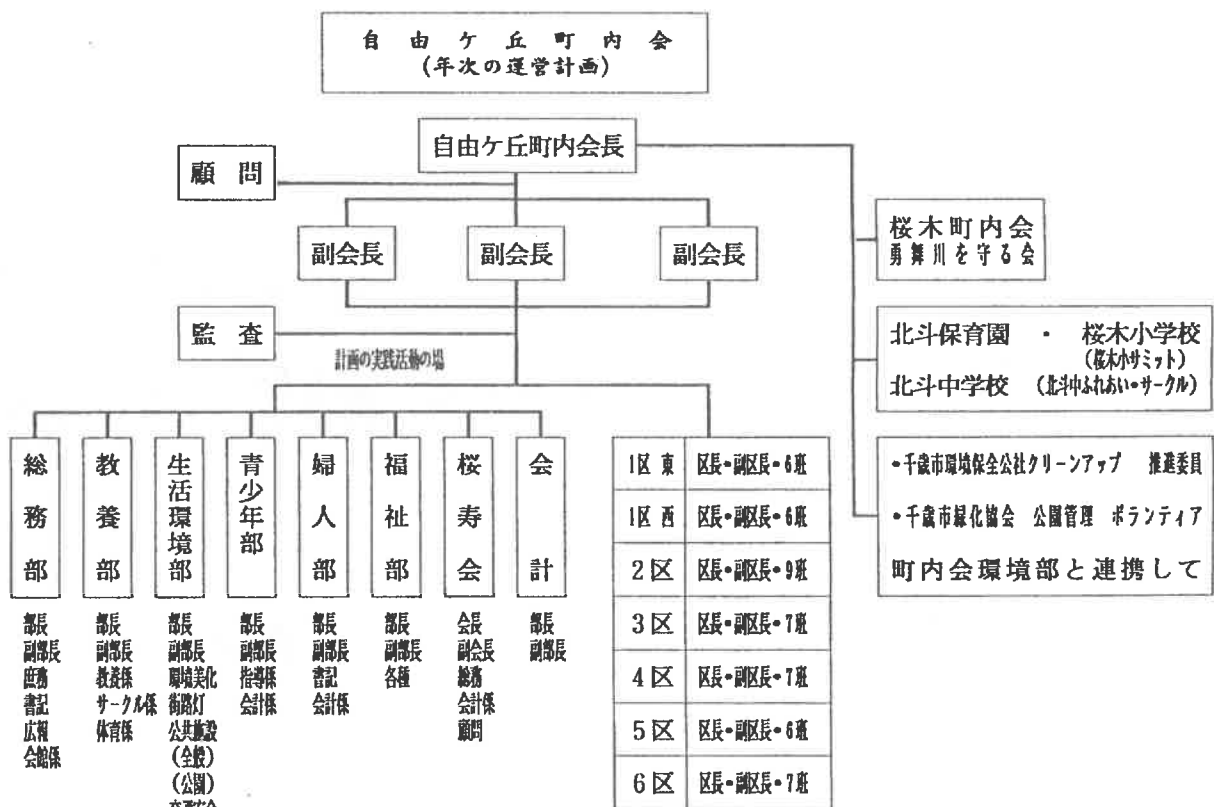 自由ケ丘町内会
(年次の運営計画)
自由ケ丘町内会長
顧問
副会長
副会長
副会長
監査
計画の実践活動の場
桜木町内会
勇舞川を守る会
北斗保育園 ・ 桜木小学校
(桜木小サミット)
北斗中学校 (北斗中ふれあい・サークル)
・千歳市環境保全公社クリーンアップ 推進委員
・千歳市緑化協会 公園管理 ボランティア
町内会環境部と連携して
総務部
部長
副部長
庶務
書記
広報
会館係
教養部
部長
副部長
教養係
サークル係
体育係
生活環境部
部長
副部長
環境美化
街路灯
公共施設
(全般)
(公園)
青少年部
部長
副部長
指導係
会計係
婦人部
部長
副部長
書記
会計係
福祉部
部長
副部長
各種
桜寿会
会長
副会長
総務
会計係
顧問
会計
部長
副部長
1区 東 区長・副区長・6班
1区 西 区長・副区長・6班
2区 区長・副区長・9班
3区 区長・副区長・7班
4区 区長・副区長・7班
5区 区長・副区長・6班
6区 区長・副区長・7班